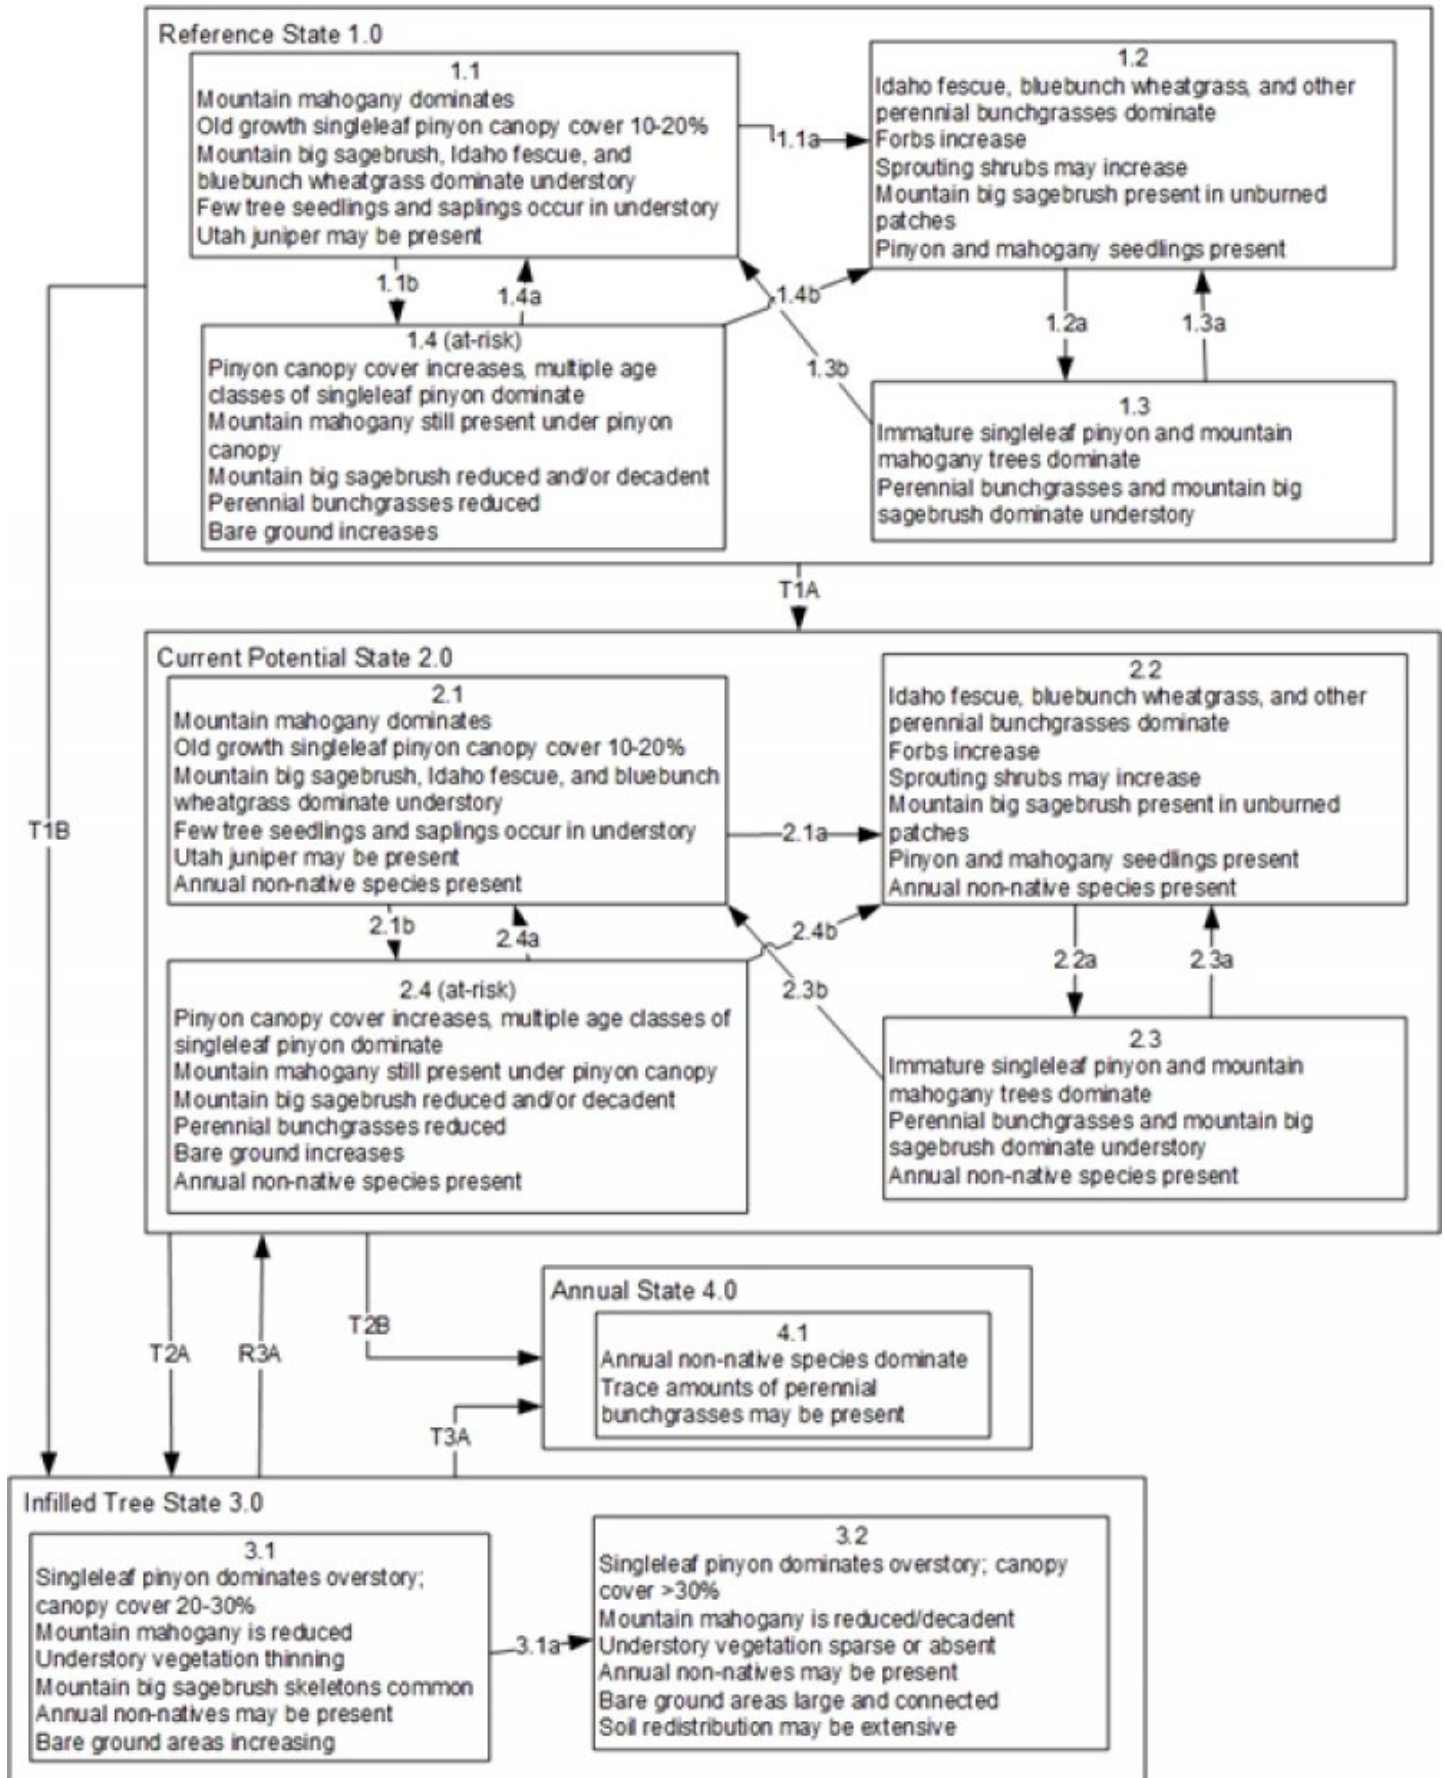 Reference State 1.0
1.1
Mountain mahogany dominates
Old growth singleleaf pinyon canopy cover 10-20%
Mountain big sagebrush, Idaho fescue, and
bluebunch wheatgrass dominate understory
Few tree seedlings and saplings occur in understory
Utah juniper may be present
1.1a
1.2
Idaho fescue, bluebunch wheatgrass, and other
perennial bunchgrasses dominate
Forbs increase
Sprouting shrubs may increase
Mountain big sagebrush present in unburned
patches
Pinyon and mahogany seedlings present
1.1b
1.4a
1.4b
1.3b
1.2a
1.3a
1.4 (at-risk)
Pinyon canopy cover increases, multiple age
classes of singleleaf pinyon dominate
Mountain mahogany still present under pinyon
canopy
Mountain big sagebrush reduced and/or decadent
Perennial bunchgrasses reduced
Bare ground increases
1.3
Immature singleleaf pinyon and mountain
mahogany trees dominate
Perennial bunchgrasses and mountain big
sagebrush dominate understory
T1A
T1B
Current Potential State 2.0
2.1
Mountain mahogany dominates
Old growth singleleaf pinyon canopy cover 10-20%
Mountain big sagebrush, Idaho fescue, and bluebunch
wheatgrass dominate understory
Few tree seedlings and saplings occur in understory
Utah juniper may be present
Annual non-native species present
2.1a
2.2
Idaho fescue, bluebunch wheatgrass, and other
perennial bunchgrasses dominate
Forbs increase
Sprouting shrubs may increase
Mountain big sagebrush present in unburned
patches
Pinyon and mahogany seedlings present
Annual non-native species present
2.1b
2.4a
2.4b
2.3b
2.2a
2.3a
2.4 (at-risk)
Pinyon canopy cover increases, multiple age classes of
singleleaf pinyon dominate
Mountain mahogany still present under pinyon canopy
Mountain big sagebrush reduced and/or decadent
Perennial bunchgrasses reduced
Bare ground increases
Annual non-native species present
2.3
Immature singleleaf pinyon and mountain
mahogany trees dominate
Perennial bunchgrasses and mountain big
sagebrush dominate understory
Annual non-native species present
T2A
R3A
T2B
T3A
Annual State 4.0
4.1
Annual non-native species dominate
Trace amounts of perennial
bunchgrasses may be present
Infilled Tree State 3.0
3.1
Singleleaf pinyon dominates overstory;
canopy cover 20-30%
Mountain mahogany is reduced
Understory vegetation thinning
Mountain big sagebrush skeletons common
Annual non-natives may be present
Bare ground areas increasing
3.1a
3.2
Singleleaf pinyon dominates overstory; canopy
cover >30%
Mountain mahogany is reduced/decadent
Understory vegetation sparse or absent
Annual non-natives may be present
Bare ground areas large and connected
Soil redistribution may be extensive